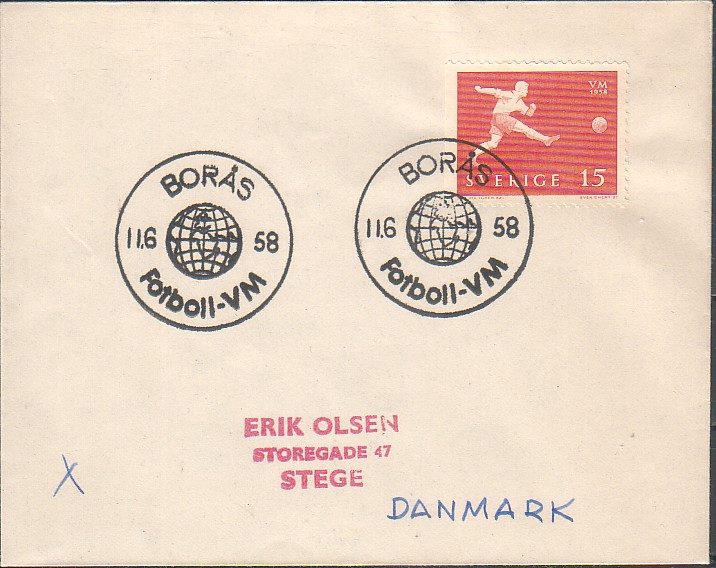 VM
1958
SVERIGE 15
BORÅS
11.6 58
Fotboll-VM
BORÅS
11.6 58
Fotboll-VM
ERIK OLSEN
STOREGADE 47
STEGE
X
DANMARK